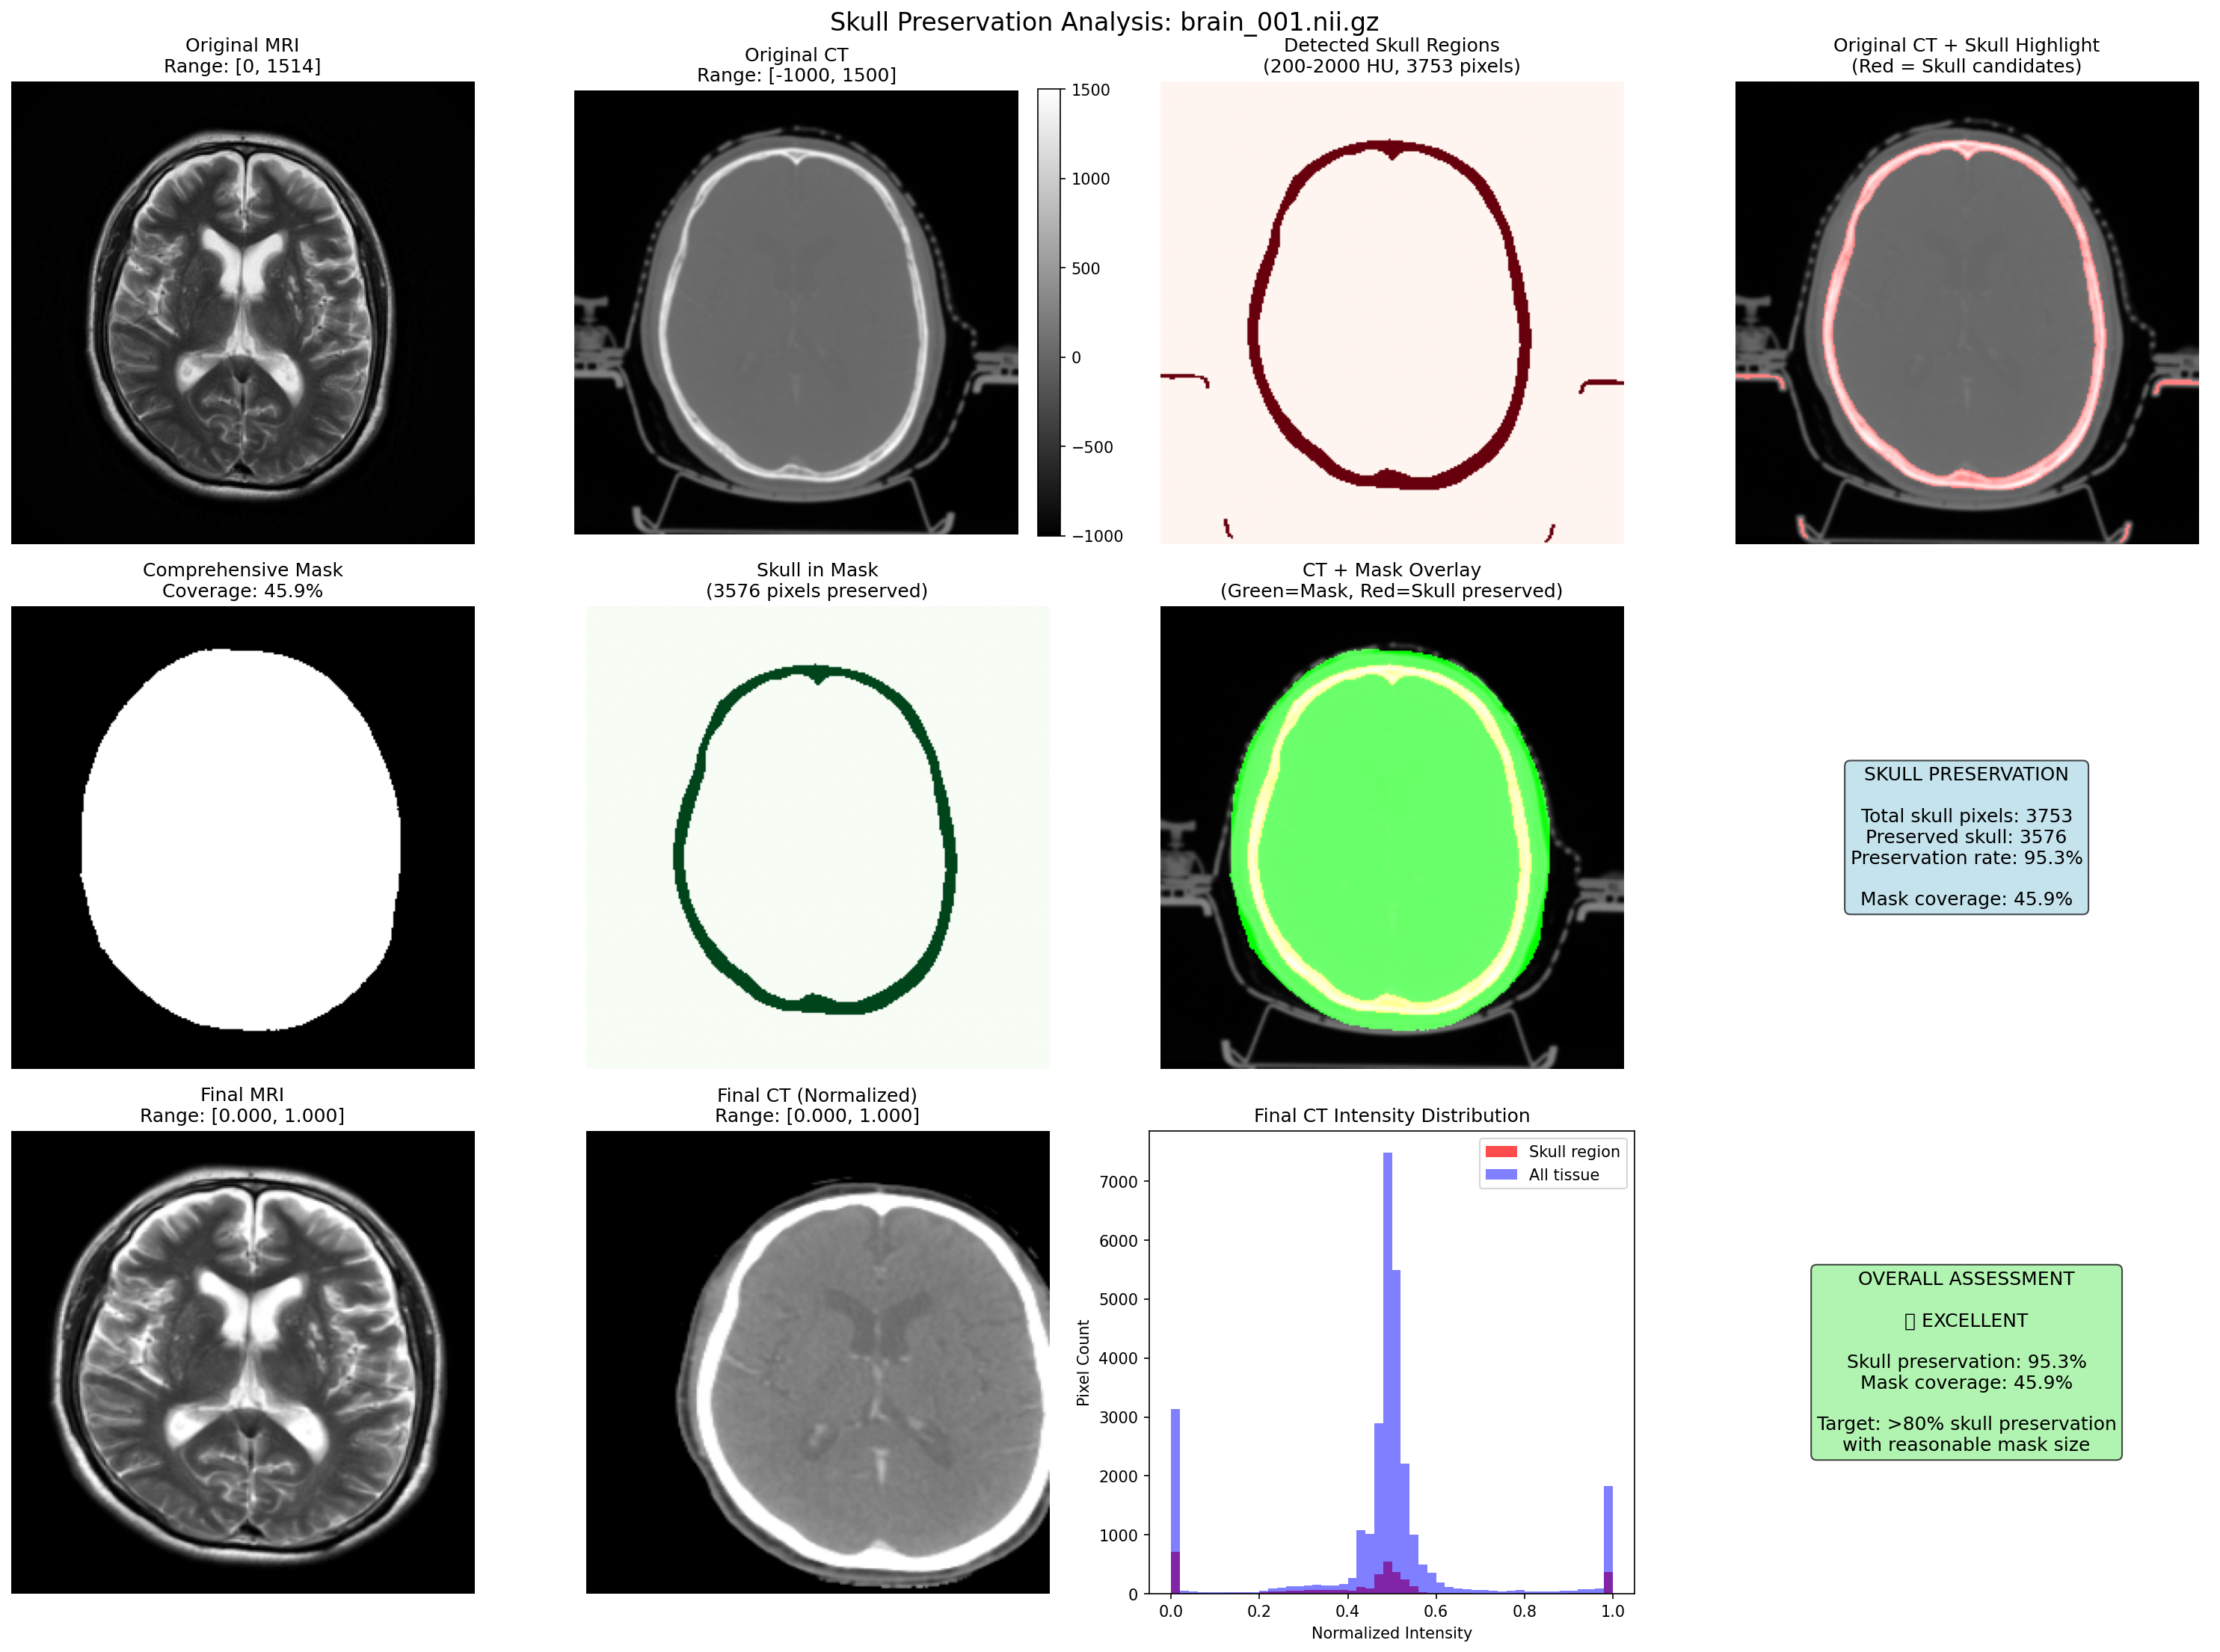 Skull Preservation Analysis: brain_001.nii.gz
Original MRI
Range: [0, 1514]
Original CT
Range: [-1000, 1500]
1500
1000
500
0
−500
−1000
Detected Skull Regions
(200-2000 HU, 3753 pixels)
Original CT + Skull Highlight
(Red = Skull candidates)
Comprehensive Mask
Coverage: 45.9%
Skull in Mask
(3576 pixels preserved)
CT + Mask Overlay
(Green=Mask, Red=Skull preserved)
SKULL PRESERVATION
Total skull pixels: 3753
Preserved skull: 3576
Preservation rate: 95.3%
Mask coverage: 45.9%
Final MRI
Range: [0.000, 1.000]
Final CT (Normalized)
Range: [0.000, 1.000]
Final CT Intensity Distribution
Skull region
All tissue
Pixel Count
7000
6000
5000
4000
3000
2000
1000
0
0.0 0.2 0.4 0.6 0.8 1.0
Normalized Intensity
OVERALL ASSESSMENT
EXCELLENT
Skull preservation: 95.3%
Mask coverage: 45.9%
Target: >80% skull preservation
with reasonable mask size